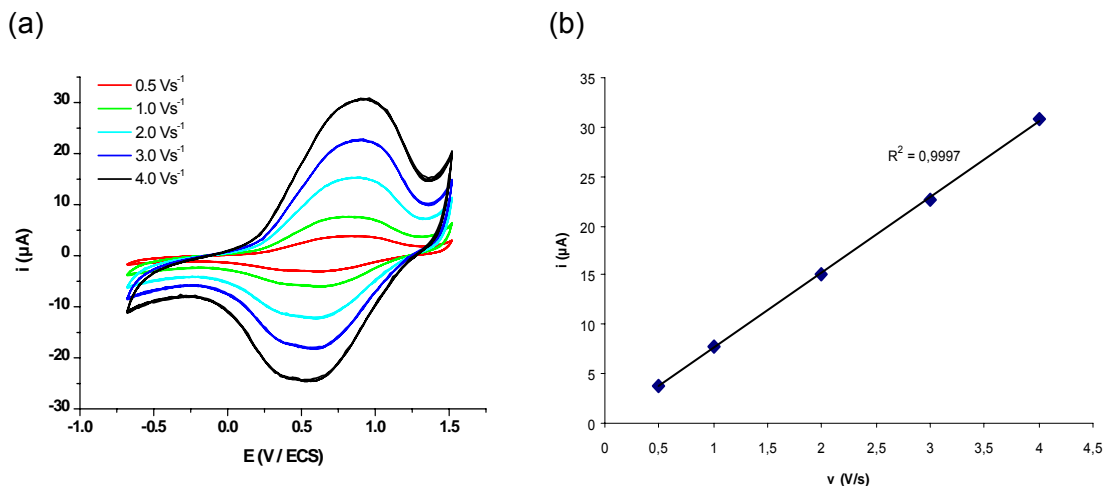 (a)
(b)
0.5 Vs⁻¹
1.0 Vs⁻¹
2.0 Vs⁻¹
3.0 Vs⁻¹
4.0 Vs⁻¹
30
20
10
0
-10
-20
-30
i (µA)
-1.0 -0.5 0.0 0.5 1.0 1.5
E (V / ECS)
35
30
25
20
15
10
5
0
i (µA)
R² = 0,9997
0 0,5 1 1,5 2 2,5 3 3,5 4 4,5
v (V/s)